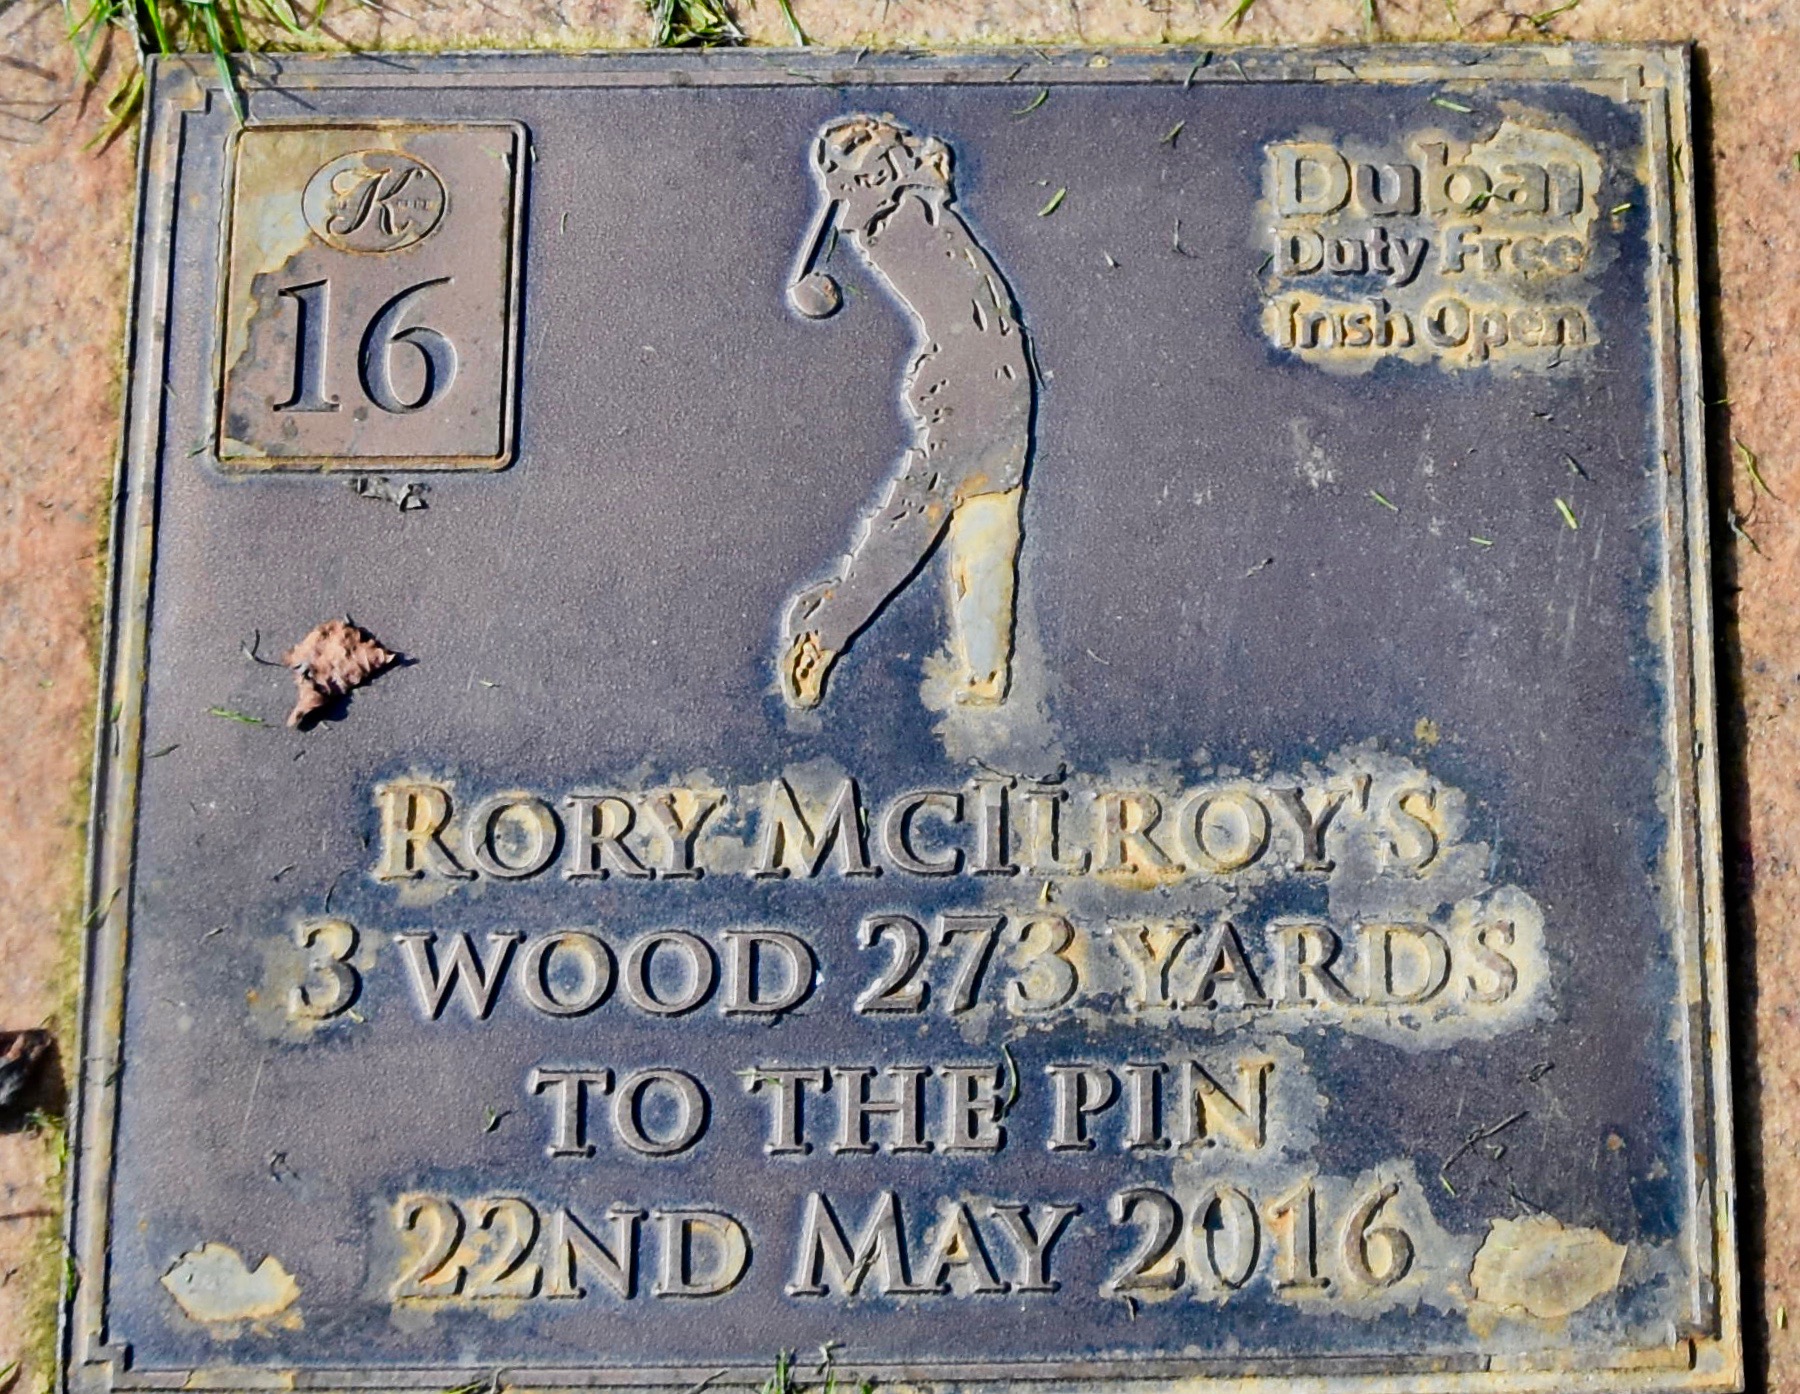 K
16
Dubai
Duty Free
Irish Open
RORY MCILROY'S
3 WOOD 273 YARDS
TO THE PIN
22ND MAY 2016